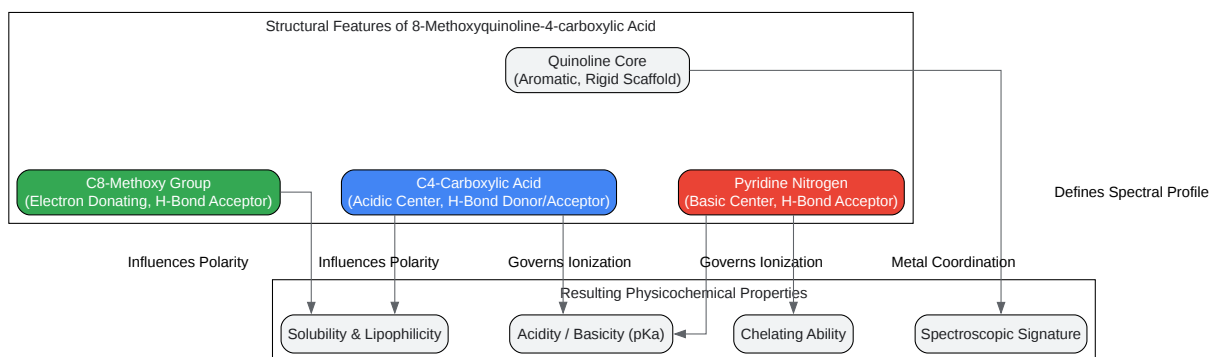 Structural Features of 8-Methoxyquinoline-4-carboxylic Acid
Quinoline Core
(Aromatic, Rigid Scaffold)
C8-Methoxy Group
(Electron Donating, H-Bond Acceptor)
C4-Carboxylic Acid
(Acidic Center, H-Bond Donor/Acceptor)
Pyridine Nitrogen
(Basic Center, H-Bond Acceptor)
Defines Spectral Profile
Influences Polarity
Influences Polarity
Governs Ionization
Governs Ionization
Metal Coordination
Resulting Physicochemical Properties
Solubility & Lipophilicity
Acidity / Basicity (pKa)
Chelating Ability
Spectroscopic Signature